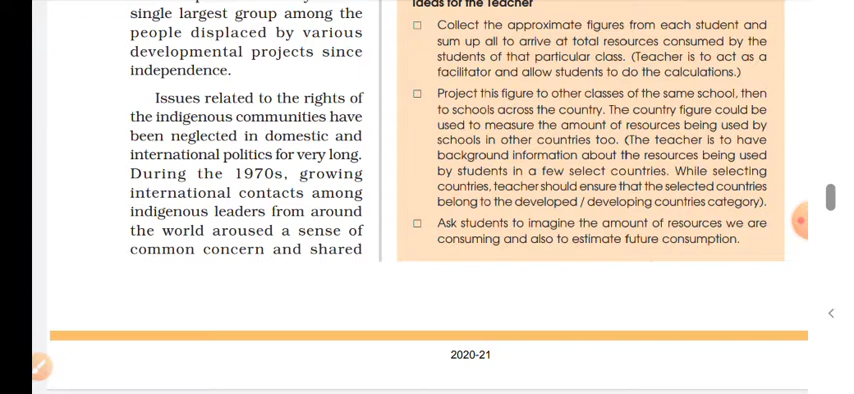 single largest group among the
people displaced by various
developmental projects since
independence.
Issues related to the rights of
the indigenous communities have
been neglected in domestic and
international politics for very long.
During the 1970s, growing
international contacts among
indigenous leaders from around
the world aroused a sense of
common concern and shared
Ideas for the Teacher
Collect the approximate figures from each student and
sum up all to arrive at total resources consumed by the
students of that particular class. (Teacher is to act as a
facilitator and allow students to do the calculations.)
Project this figure to other classes of the same school, then
to schools across the country. The country figure could be
used to measure the amount of resources being used by
schools in other countries too. (The teacher is to have
background information about the resources being used
by students in a few select countries. While selecting
countries, teacher should ensure that the selected countries
belong to the developed / developing countries category).
Ask students to imagine the amount of resources we are
consuming and also to estimate future consumption.
2020-21